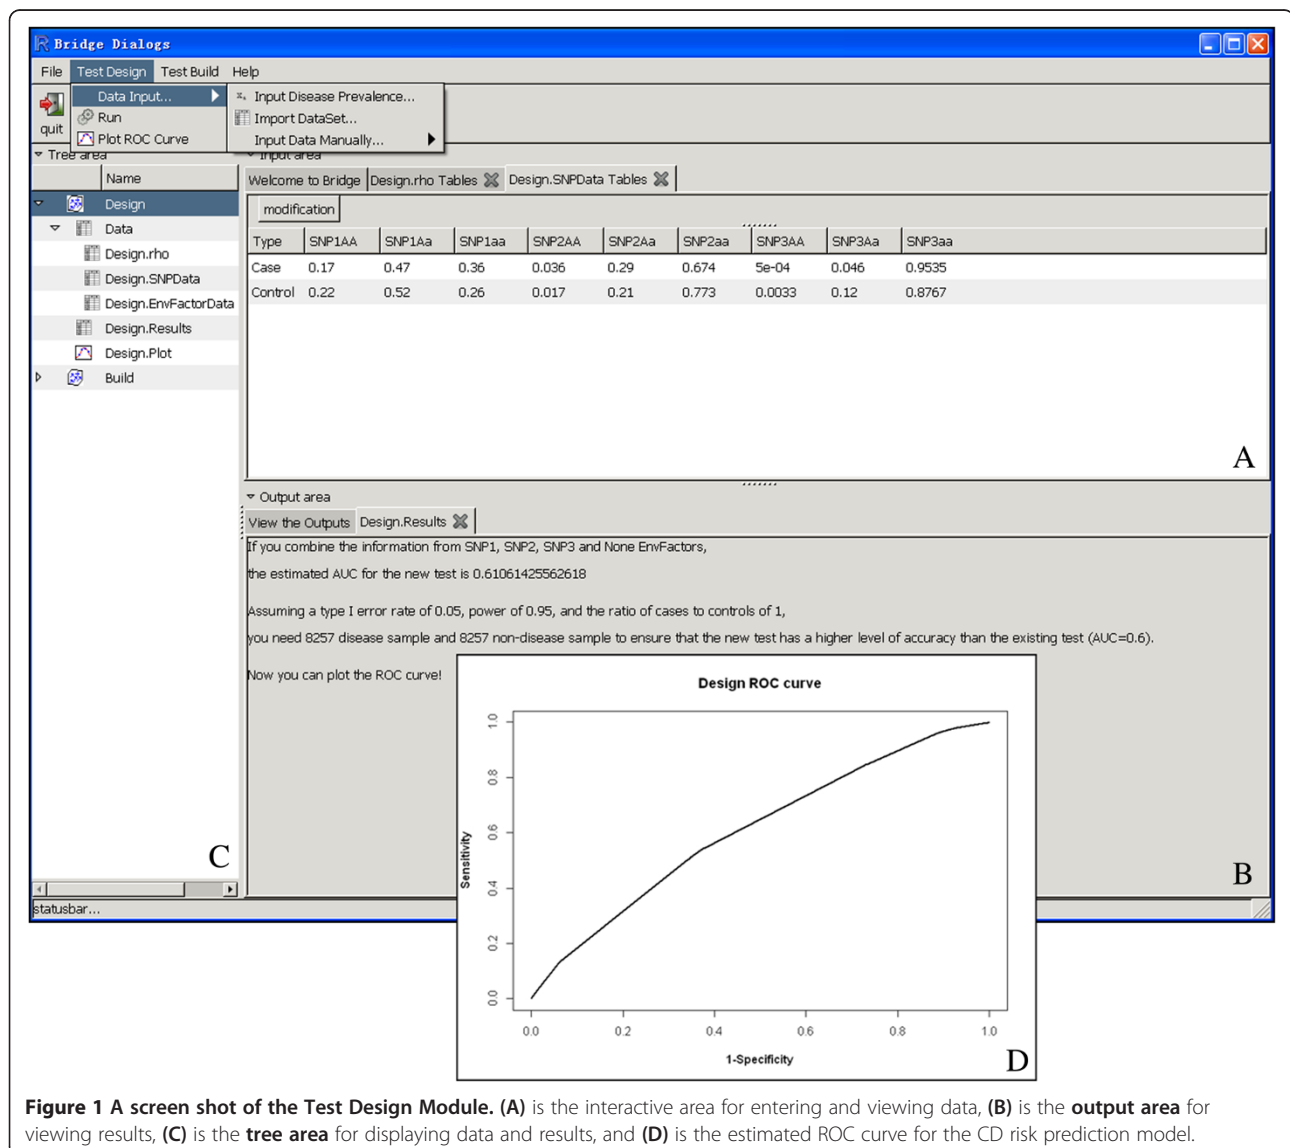 Bridge Dialogs
File Test Design Test Build Help
Data Input... Input Disease Prevalence...
Run Import DataSet...
quit
Plot ROC Curve Input Data Manually...
Tree area Input area
Name
Welcome to Bridge Design.rho Tables Design.SNPData Tables
Design
modification
Data
Design.rho
Design.SNPData
Design.EnvFactorData
Design.Results
Design.Plot
Build
Type SNP1AA SNP1Aa SNP1aa SNP2AA SNP2Aa SNP2aa SNP3AA SNP3Aa SNP3aa
Case 0.17 0.47 0.36 0.036 0.29 0.674 5e-04 0.046 0.9535
Control 0.22 0.52 0.26 0.017 0.21 0.773 0.0033 0.12 0.8767
A
Output area
View the Outputs Design.Results
If you combine the information from SNP1, SNP2, SNP3 and None EnvFactors,
the estimated AUC for the new test is 0.61061425562618
Assuming a type I error rate of 0.05, power of 0.95, and the ratio of cases to controls of 1,
you need 8257 disease sample and 8257 non-disease sample to ensure that the new test has a higher level of accuracy than the existing test (AUC=0.6).
Now you can plot the ROC curve!
C
B
statusbar...
Design ROC curve
Sensitivity
1.0
0.8
0.6
0.4
0.2
0.0
0.0 0.2 0.4 0.6 0.8 1.0
1-Specificity
D
Figure 1 A screen shot of the Test Design Module. (A) is the interactive area for entering and viewing data, (B) is the output area for
viewing results, (C) is the tree area for displaying data and results, and (D) is the estimated ROC curve for the CD risk prediction model.